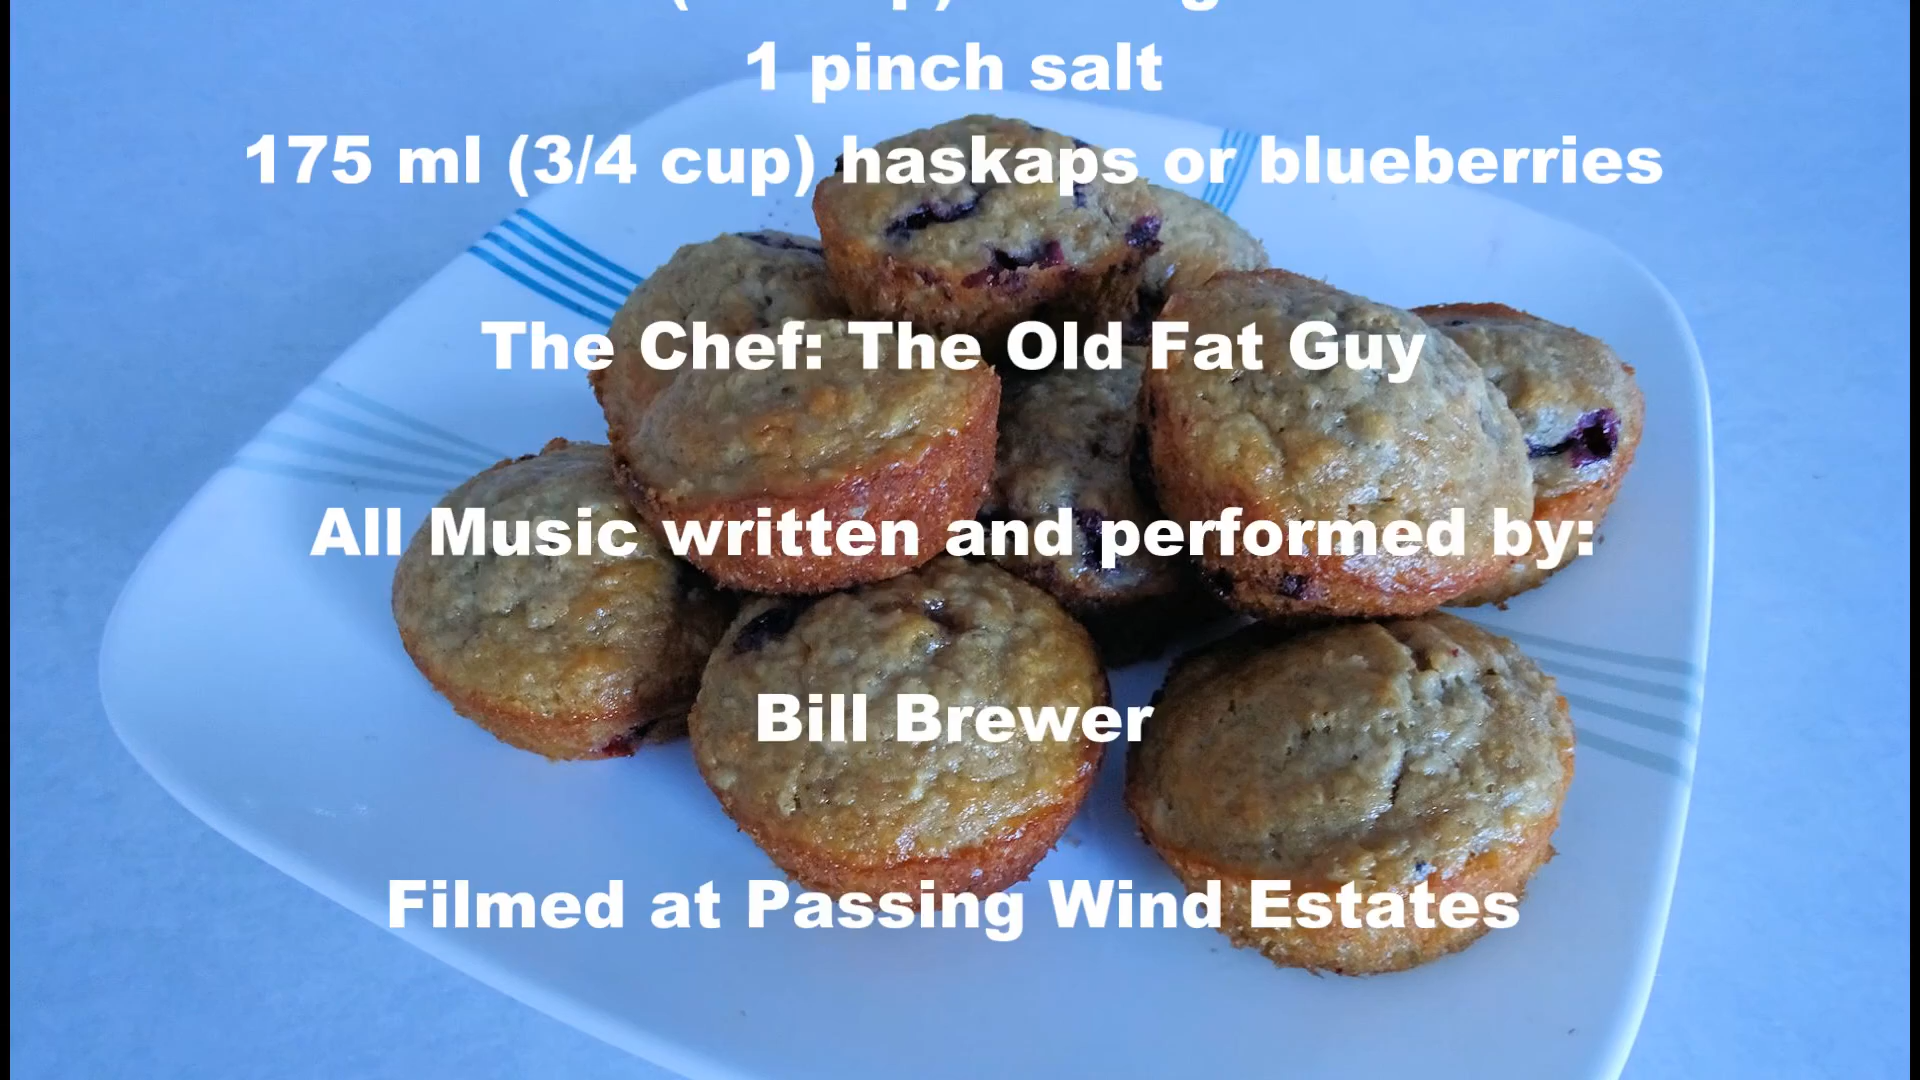 1 pinch salt
175 ml (3/4 cup) haskaps or blueberries
The Chef: The Old Fat Guy
All Music written and performed by:
Bill Brewer
Filmed at Passing Wind Estates